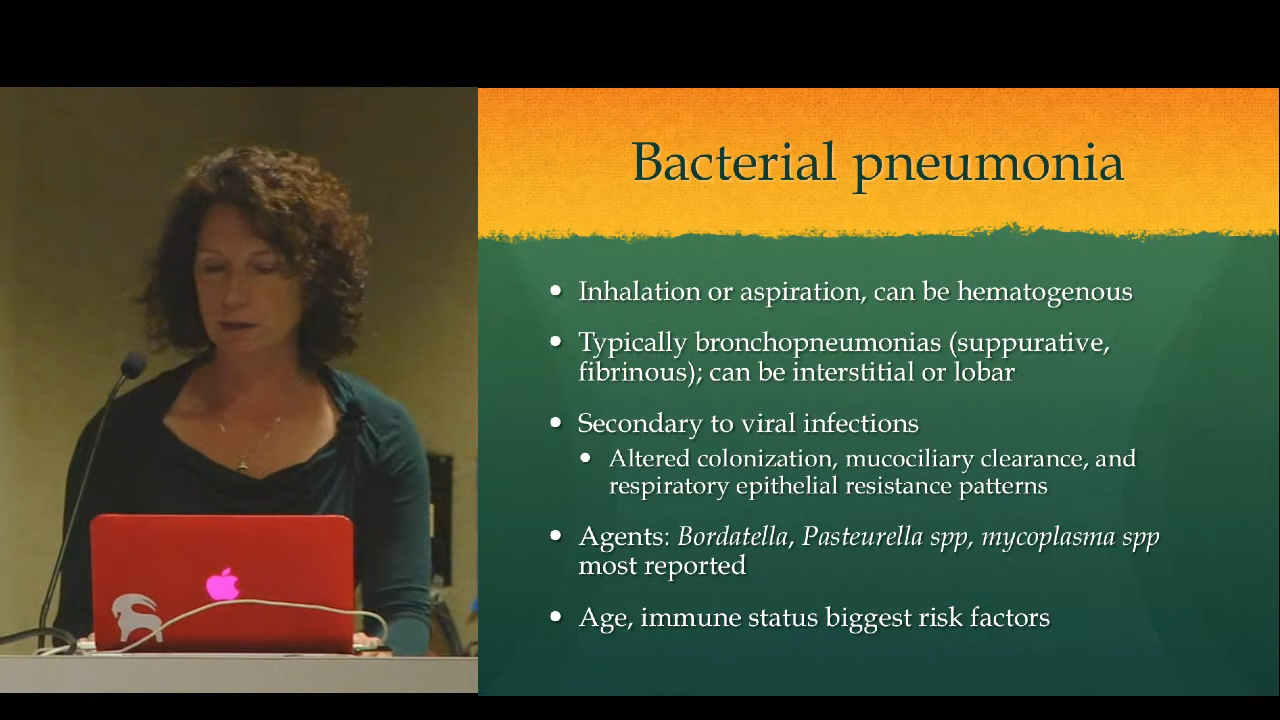 Bacterial pneumonia
• Inhalation or aspiration, can be hematogenous
• Typically bronchopneumonias (suppurative,
fibrinous); can be interstitial or lobar
• Secondary to viral infections
• Altered colonization, mucociliary clearance, and
respiratory epithelial resistance patterns
• Agents: Bordatella, Pasteurella spp, mycoplasma spp
most reported
• Age, immune status biggest risk factors